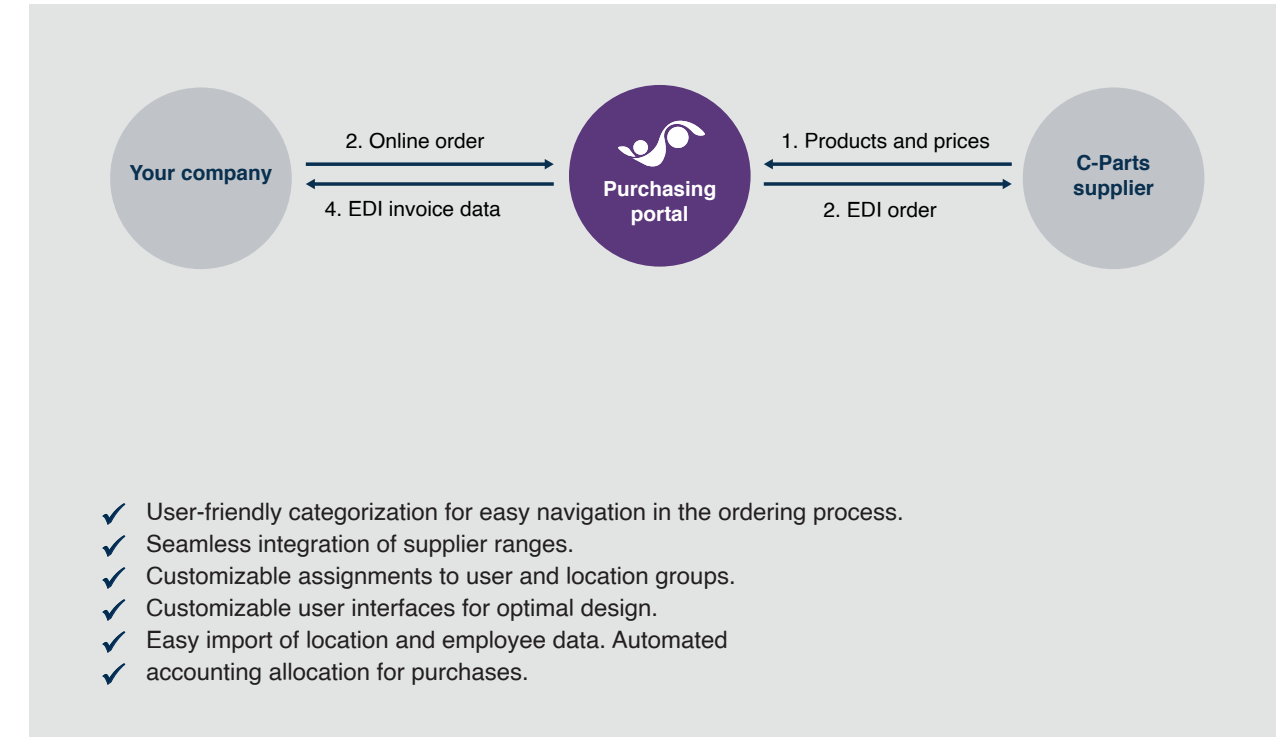 2. Online order
1. Products and prices
Your company
Purchasing
portal
C-Parts
supplier
4. EDI invoice data
2. EDI order
User-friendly categorization for easy navigation in the ordering process.
Seamless integration of supplier ranges.
Customizable assignments to user and location groups.
Customizable user interfaces for optimal design.
Easy import of location and employee data. Automated
accounting allocation for purchases.